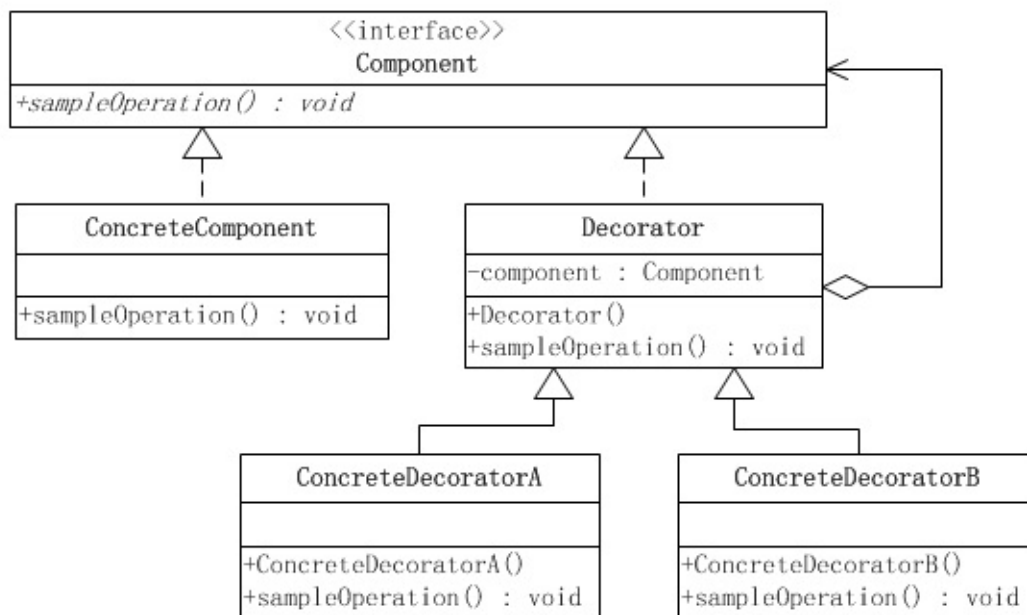 <<interface>>
Component
+sampleOperation() : void
ConcreteComponent
+sampleOperation() : void
Decorator
-component : Component
+Decorator()
+sampleOperation() : void
ConcreteDecoratorA
+ConcreteDecoratorA()
+sampleOperation() : void
ConcreteDecoratorB
+ConcreteDecoratorB()
+sampleOperation() : void